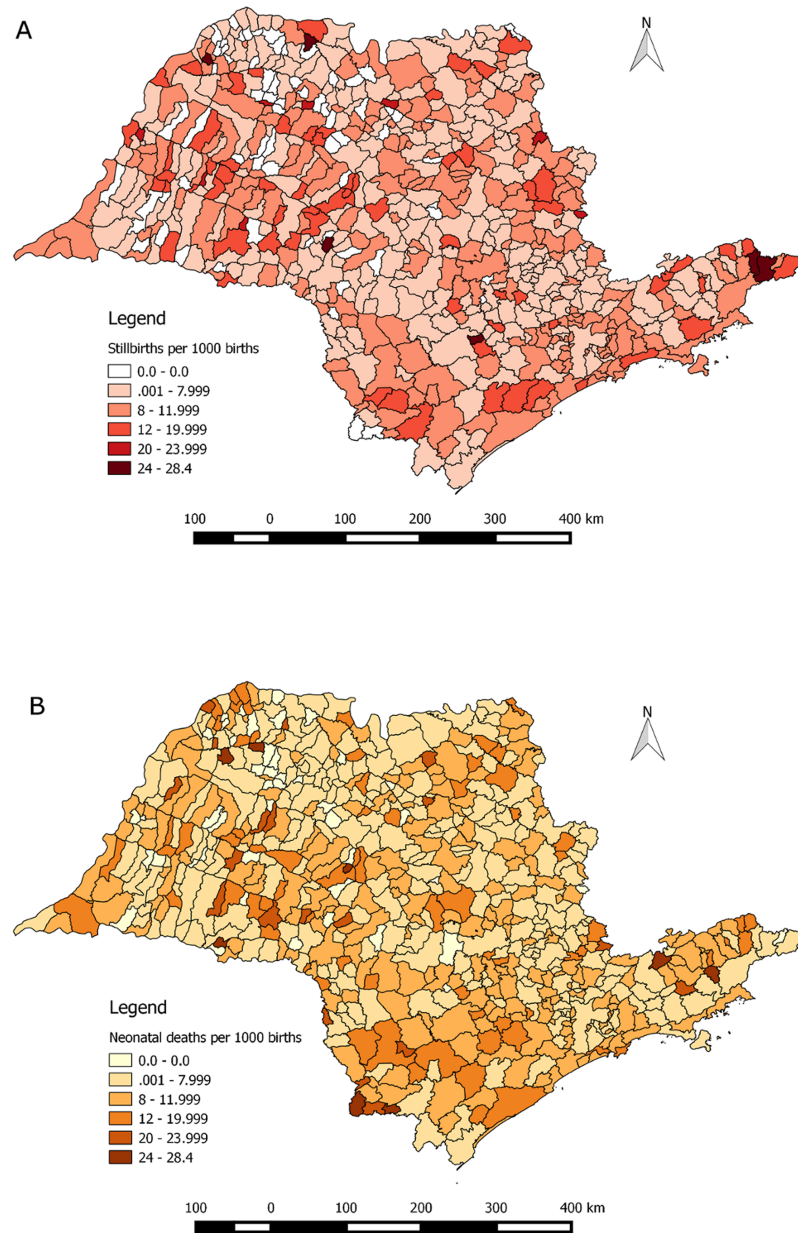 A
N
Legend
Stillbirths per 1000 births
0.0 - 0.0
.001 - 7.999
8 - 11.999
12 - 19.999
20 - 23.999
24 - 28.4
100 0 100 200 300 400 km
B
N
Legend
Neonatal deaths per 1000 births
0.0 - 0.0
.001 - 7.999
8 - 11.999
12 - 19.999
20 - 23.999
24 - 28.4
100 0 100 200 300 400 km